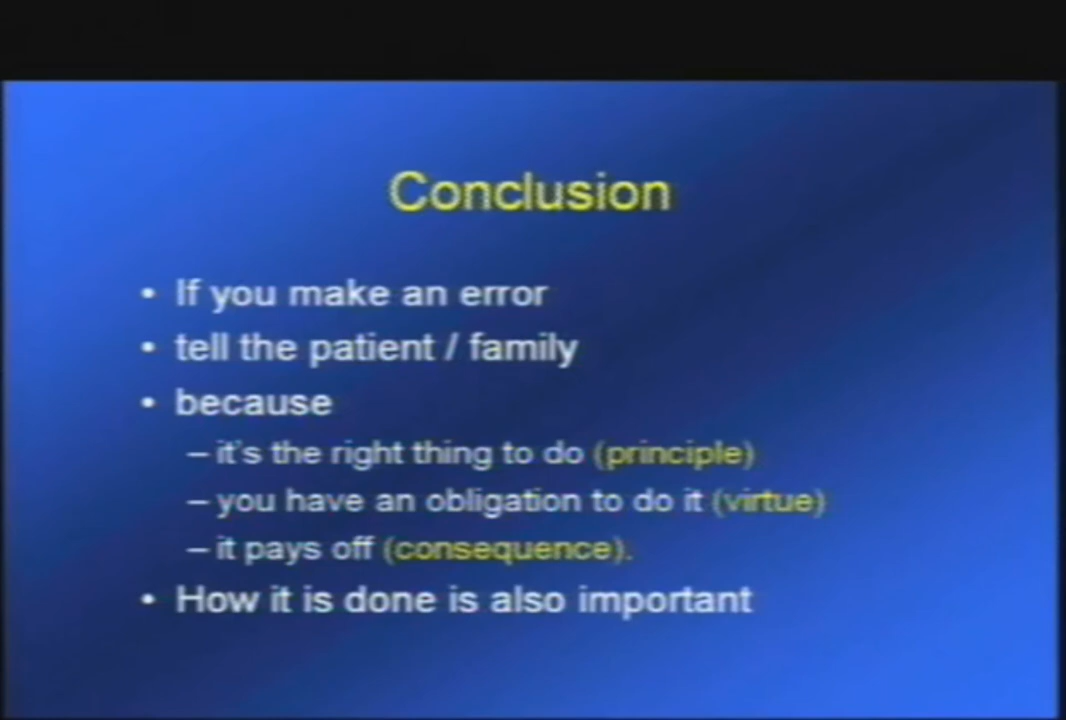 Conclusion
• If you make an error
• tell the patient / family
• because
– it's the right thing to do (principle)
– you have an obligation to do it (virtue)
– it pays off (consequence).
• How it is done is also important